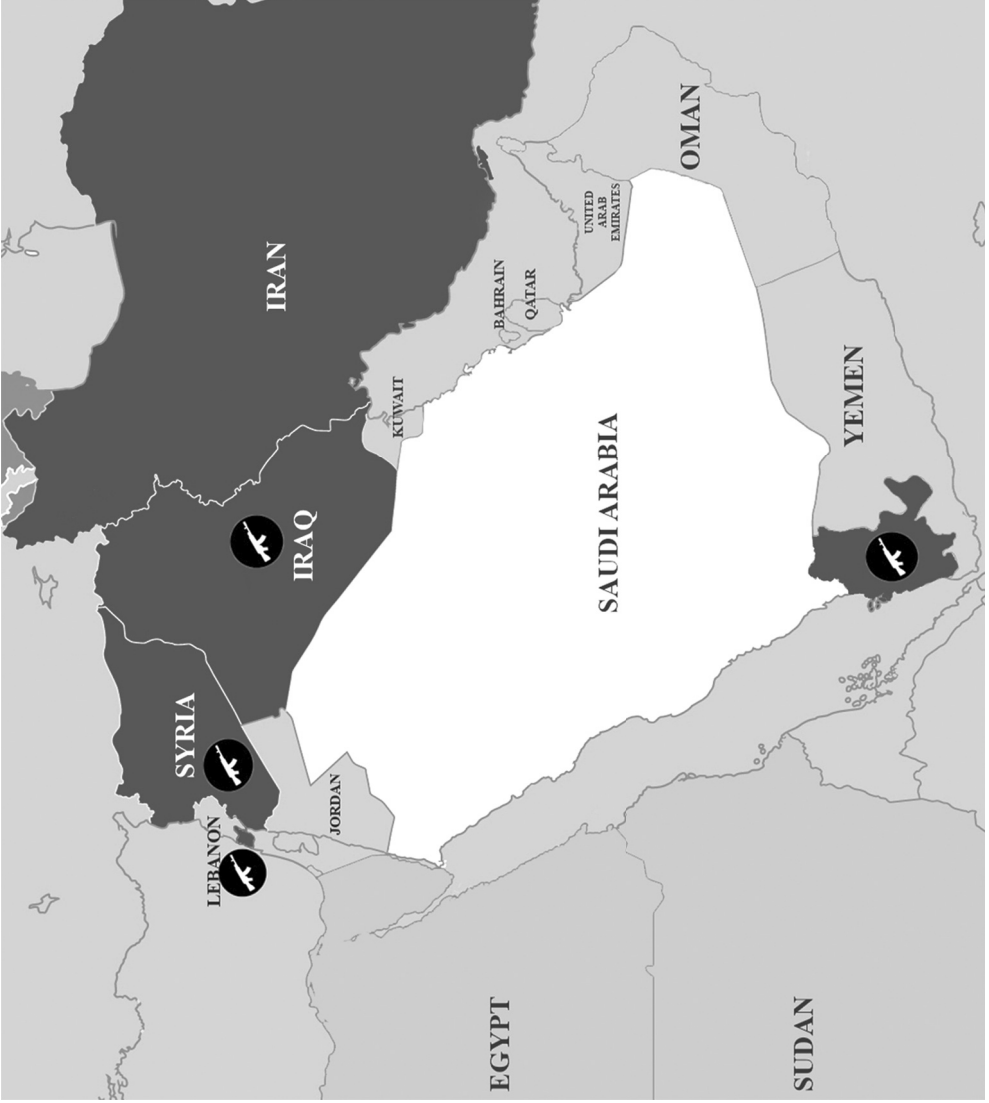 LEBANON
SYRIA
IRAQ
IRAN
JORDAN
KUWAIT
BAHRAIN
QATAR
UNITED
ARAB
EMIRATES
EGYPT
SAUDI ARABIA
OMAN
SUDAN
YEMEN